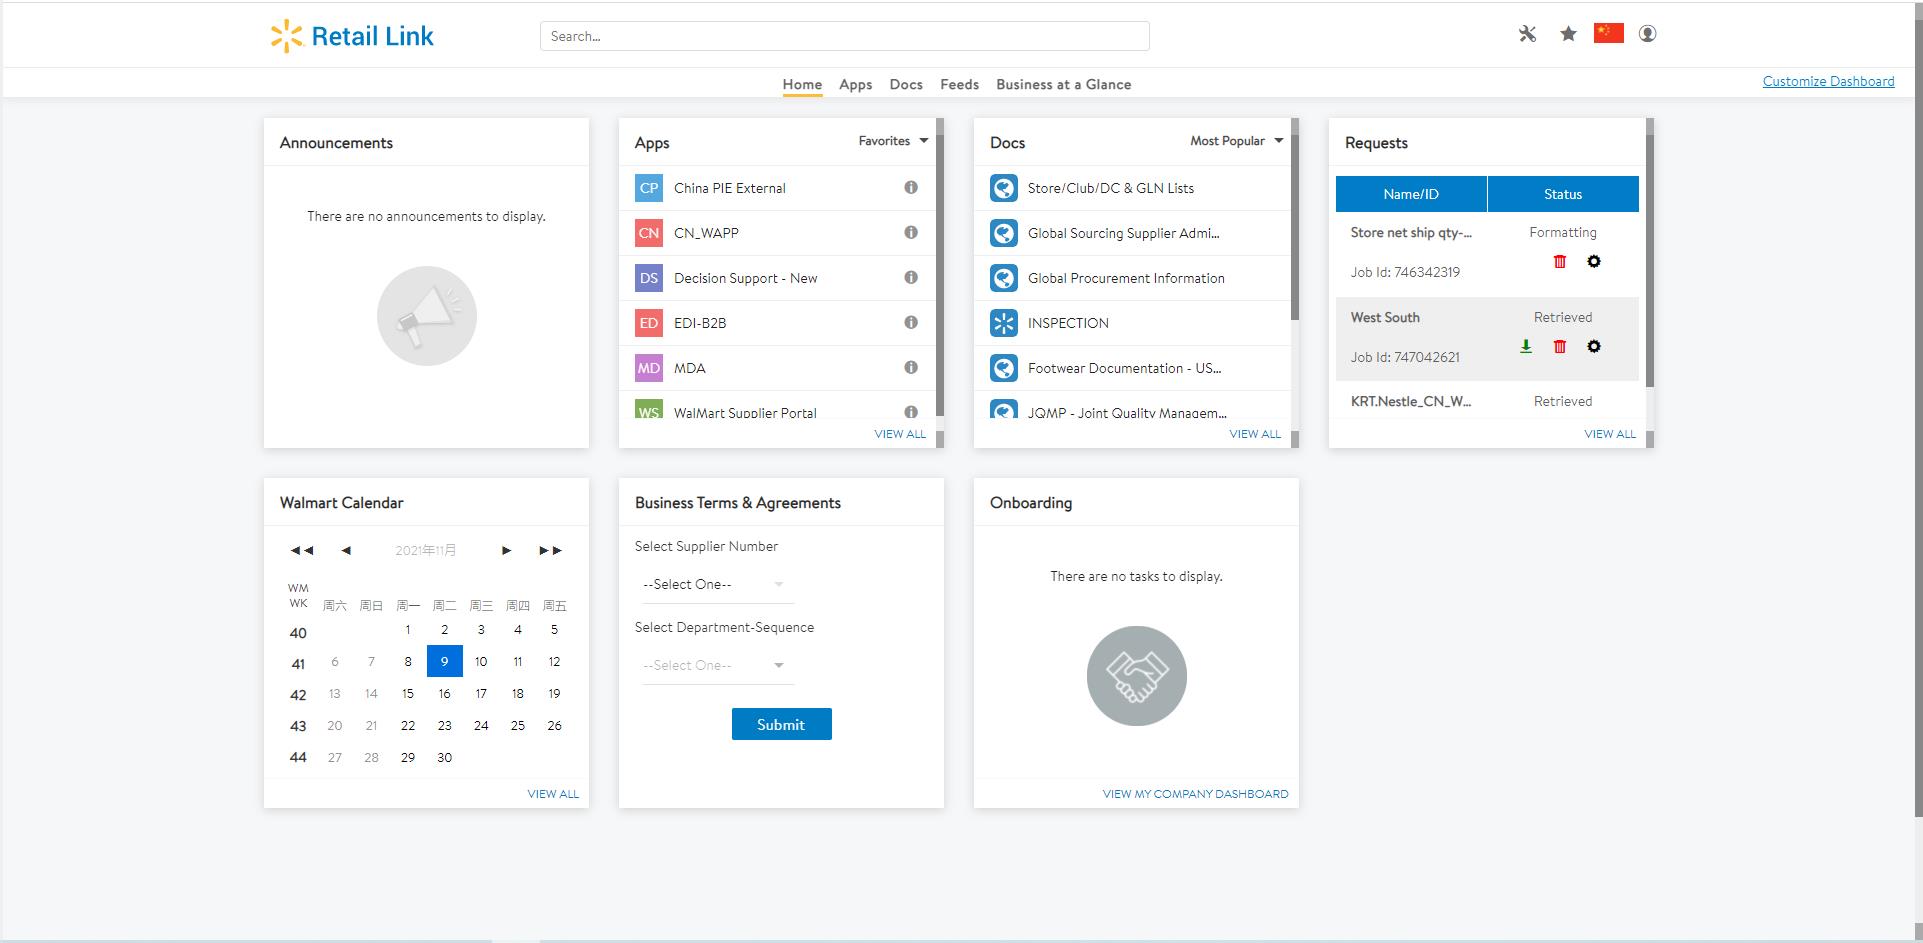 Retail Link
Search...
Home Apps Docs Feeds Business at a Glance
Customize Dashboard
Announcements
There are no announcements to display.
Apps
Favorites
CP China PIE External
CN CN_WAPP
DS Decision Support - New
ED EDI-B2B
MD MDA
WS WalMart Supplier Portal
VIEW ALL
Docs
Most Popular
Store/Club/DC & GLN Lists
Global Sourcing Supplier Admi...
Global Procurement Information
INSPECTION
Footwear Documentation - US...
JQMP - Joint Quality Managem...
VIEW ALL
Requests
Name/ID Status
Store net ship qty-... Formatting
Job Id: 746342319
West South Retrieved
Job Id: 747042621
KRT.Nestle_CN_W... Retrieved
VIEW ALL
Walmart Calendar
2021年11月
WM
WK 周六 周日 周一 周二 周三 周四 周五
40 1 2 3 4 5
41 6 7 8 9 10 11 12
42 13 14 15 16 17 18 19
43 20 21 22 23 24 25 26
44 27 28 29 30
VIEW ALL
Business Terms & Agreements
Select Supplier Number
--Select One--
Select Department-Sequence
--Select One--
Submit
Onboarding
There are no tasks to display.
VIEW MY COMPANY DASHBOARD